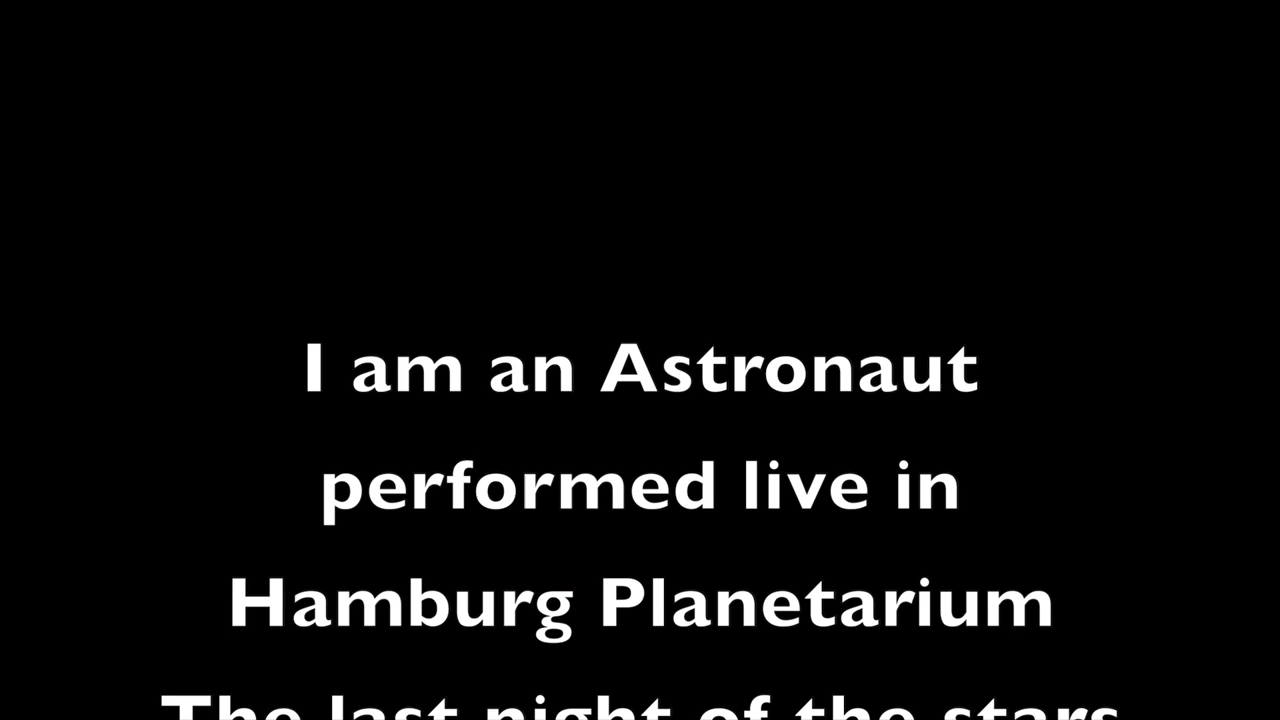 I am an Astronaut
performed live in
Hamburg Planetarium
The last night of the stars